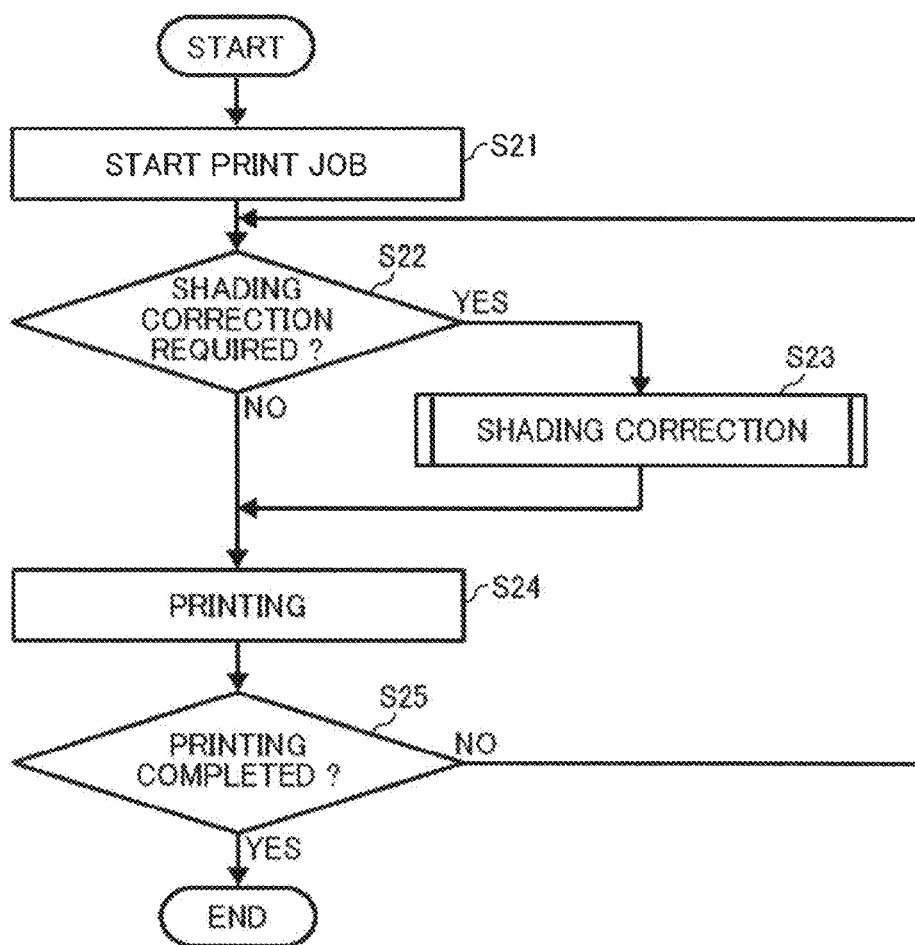 START
START PRINT JOB
S21
S22
SHADING
CORRECTION
REQUIRED ?
YES
NO
S23
SHADING CORRECTION
PRINTING
S24
S25
PRINTING
COMPLETED ?
NO
YES
END